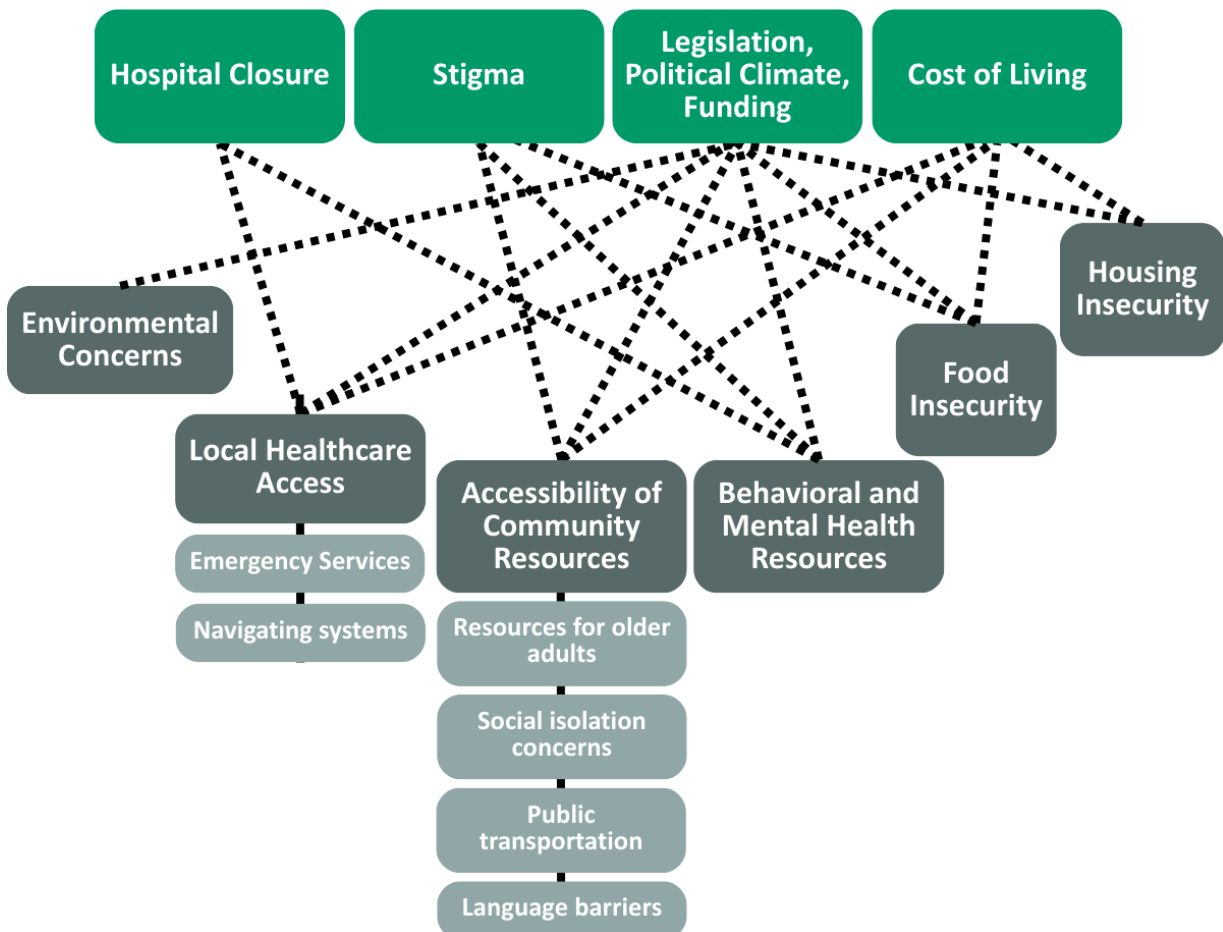 Hospital Closure
Stigma
Legislation,
Political Climate,
Funding
Cost of Living
Environmental
Concerns
Housing
Insecurity
Food
Insecurity
Local Healthcare
Access
Emergency Services
Navigating systems
Accessibility of
Community
Resources
Resources for older
adults
Social isolation
concerns
Public
transportation
Language barriers
Behavioral and
Mental Health
Resources